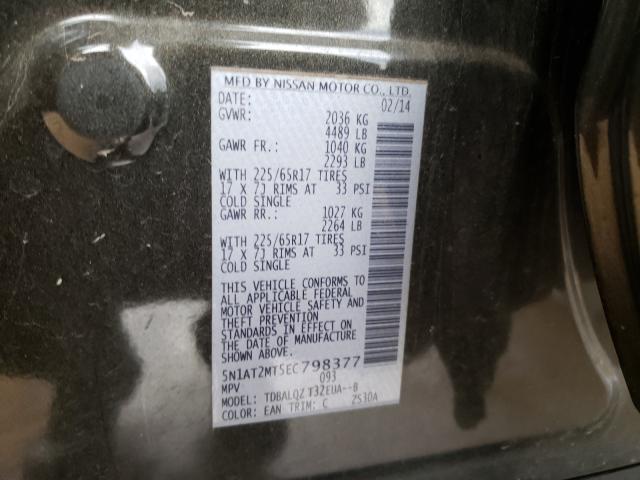 MFD BY NISSAN MOTOR CO., LTD.
DATE: 02/14
GVWR: 2036 KG
4489 LB
GAWR FR.: 1040 KG
2293 LB
WITH 225/65R17 TIRES
17 X 7J RIMS AT 33 PSI
COLD SINGLE
GAWR RR.: 1027 KG
2264 LB
WITH 225/65R17 TIRES
17 X 7J RIMS AT 33 PSI
COLD SINGLE
THIS VEHICLE CONFORMS TO
ALL APPLICABLE FEDERAL
MOTOR VEHICLE SAFETY AND
THEFT PREVENTION
STANDARDS IN EFFECT ON
THE DATE OF MANUFACTURE
SHOWN ABOVE.
5N1AT2MT5EC798377
093
MPV
MODEL: TDBALQZ T32EUA--B
COLOR: EAN TRIM: C 2S30A